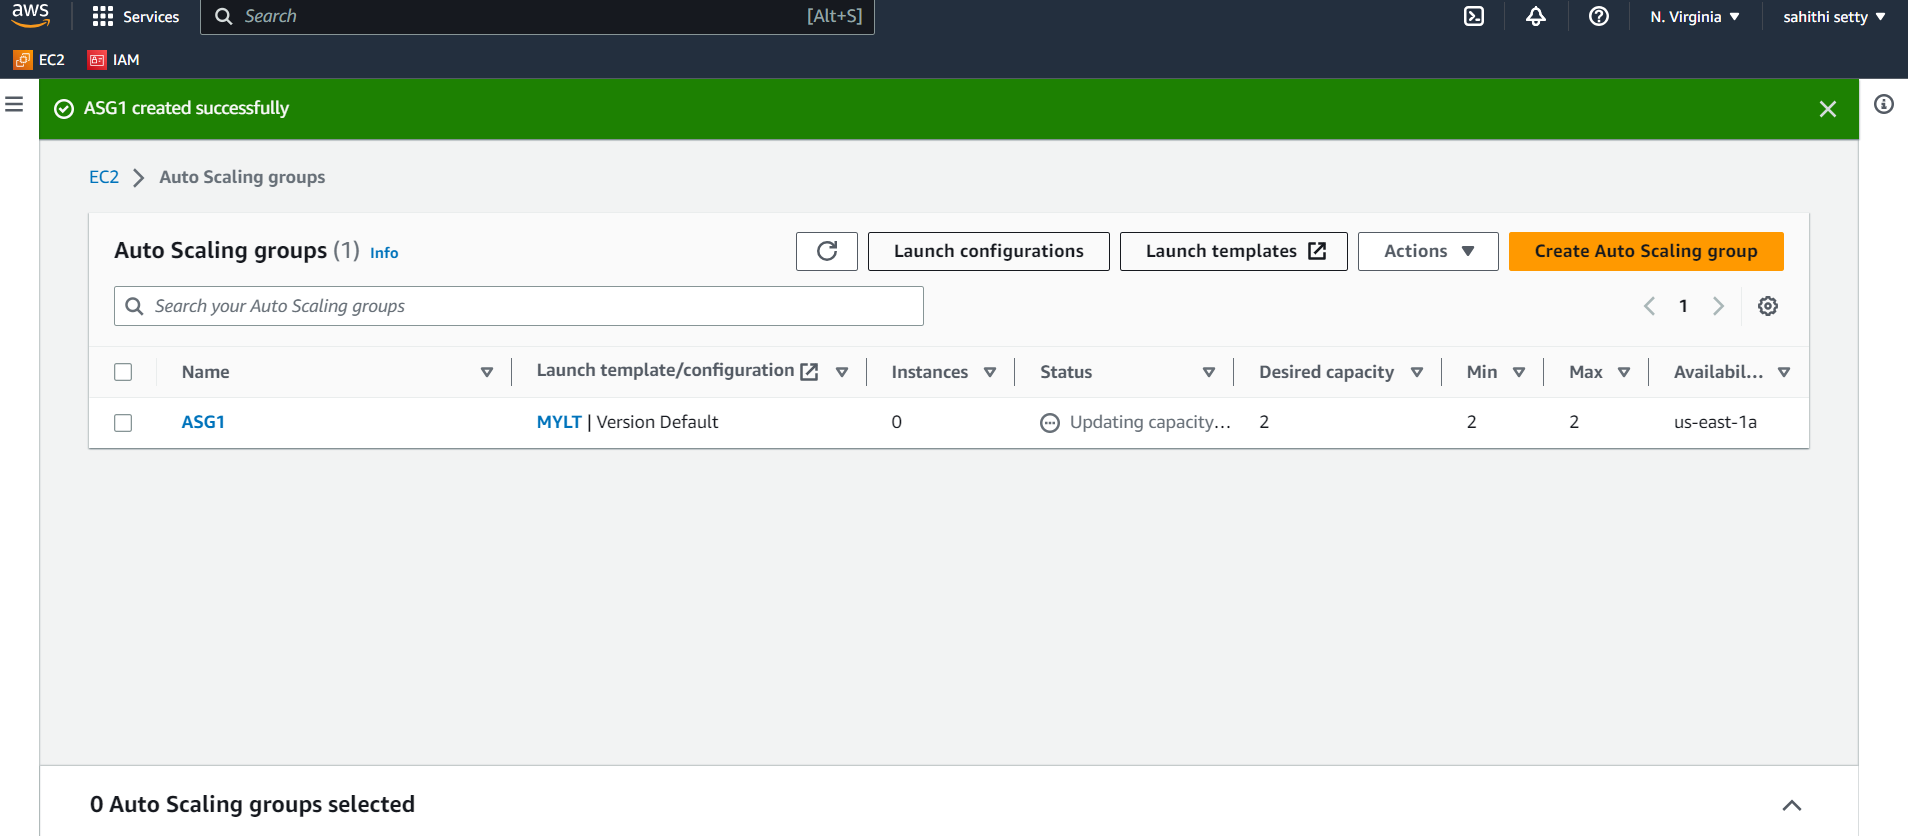 aws Services Search [Alt+S] N. Virginia sahithi setty
EC2 IAM
ASG1 created successfully
EC2 Auto Scaling groups
Auto Scaling groups (1) Info Launch configurations Launch templates Actions Create Auto Scaling group
Search your Auto Scaling groups 1
Name Launch template/configuration Instances Status Desired capacity Min Max Availabil...
ASG1 MYLT | Version Default 0 Updating capacity... 2 2 2 us-east-1a
0 Auto Scaling groups selected